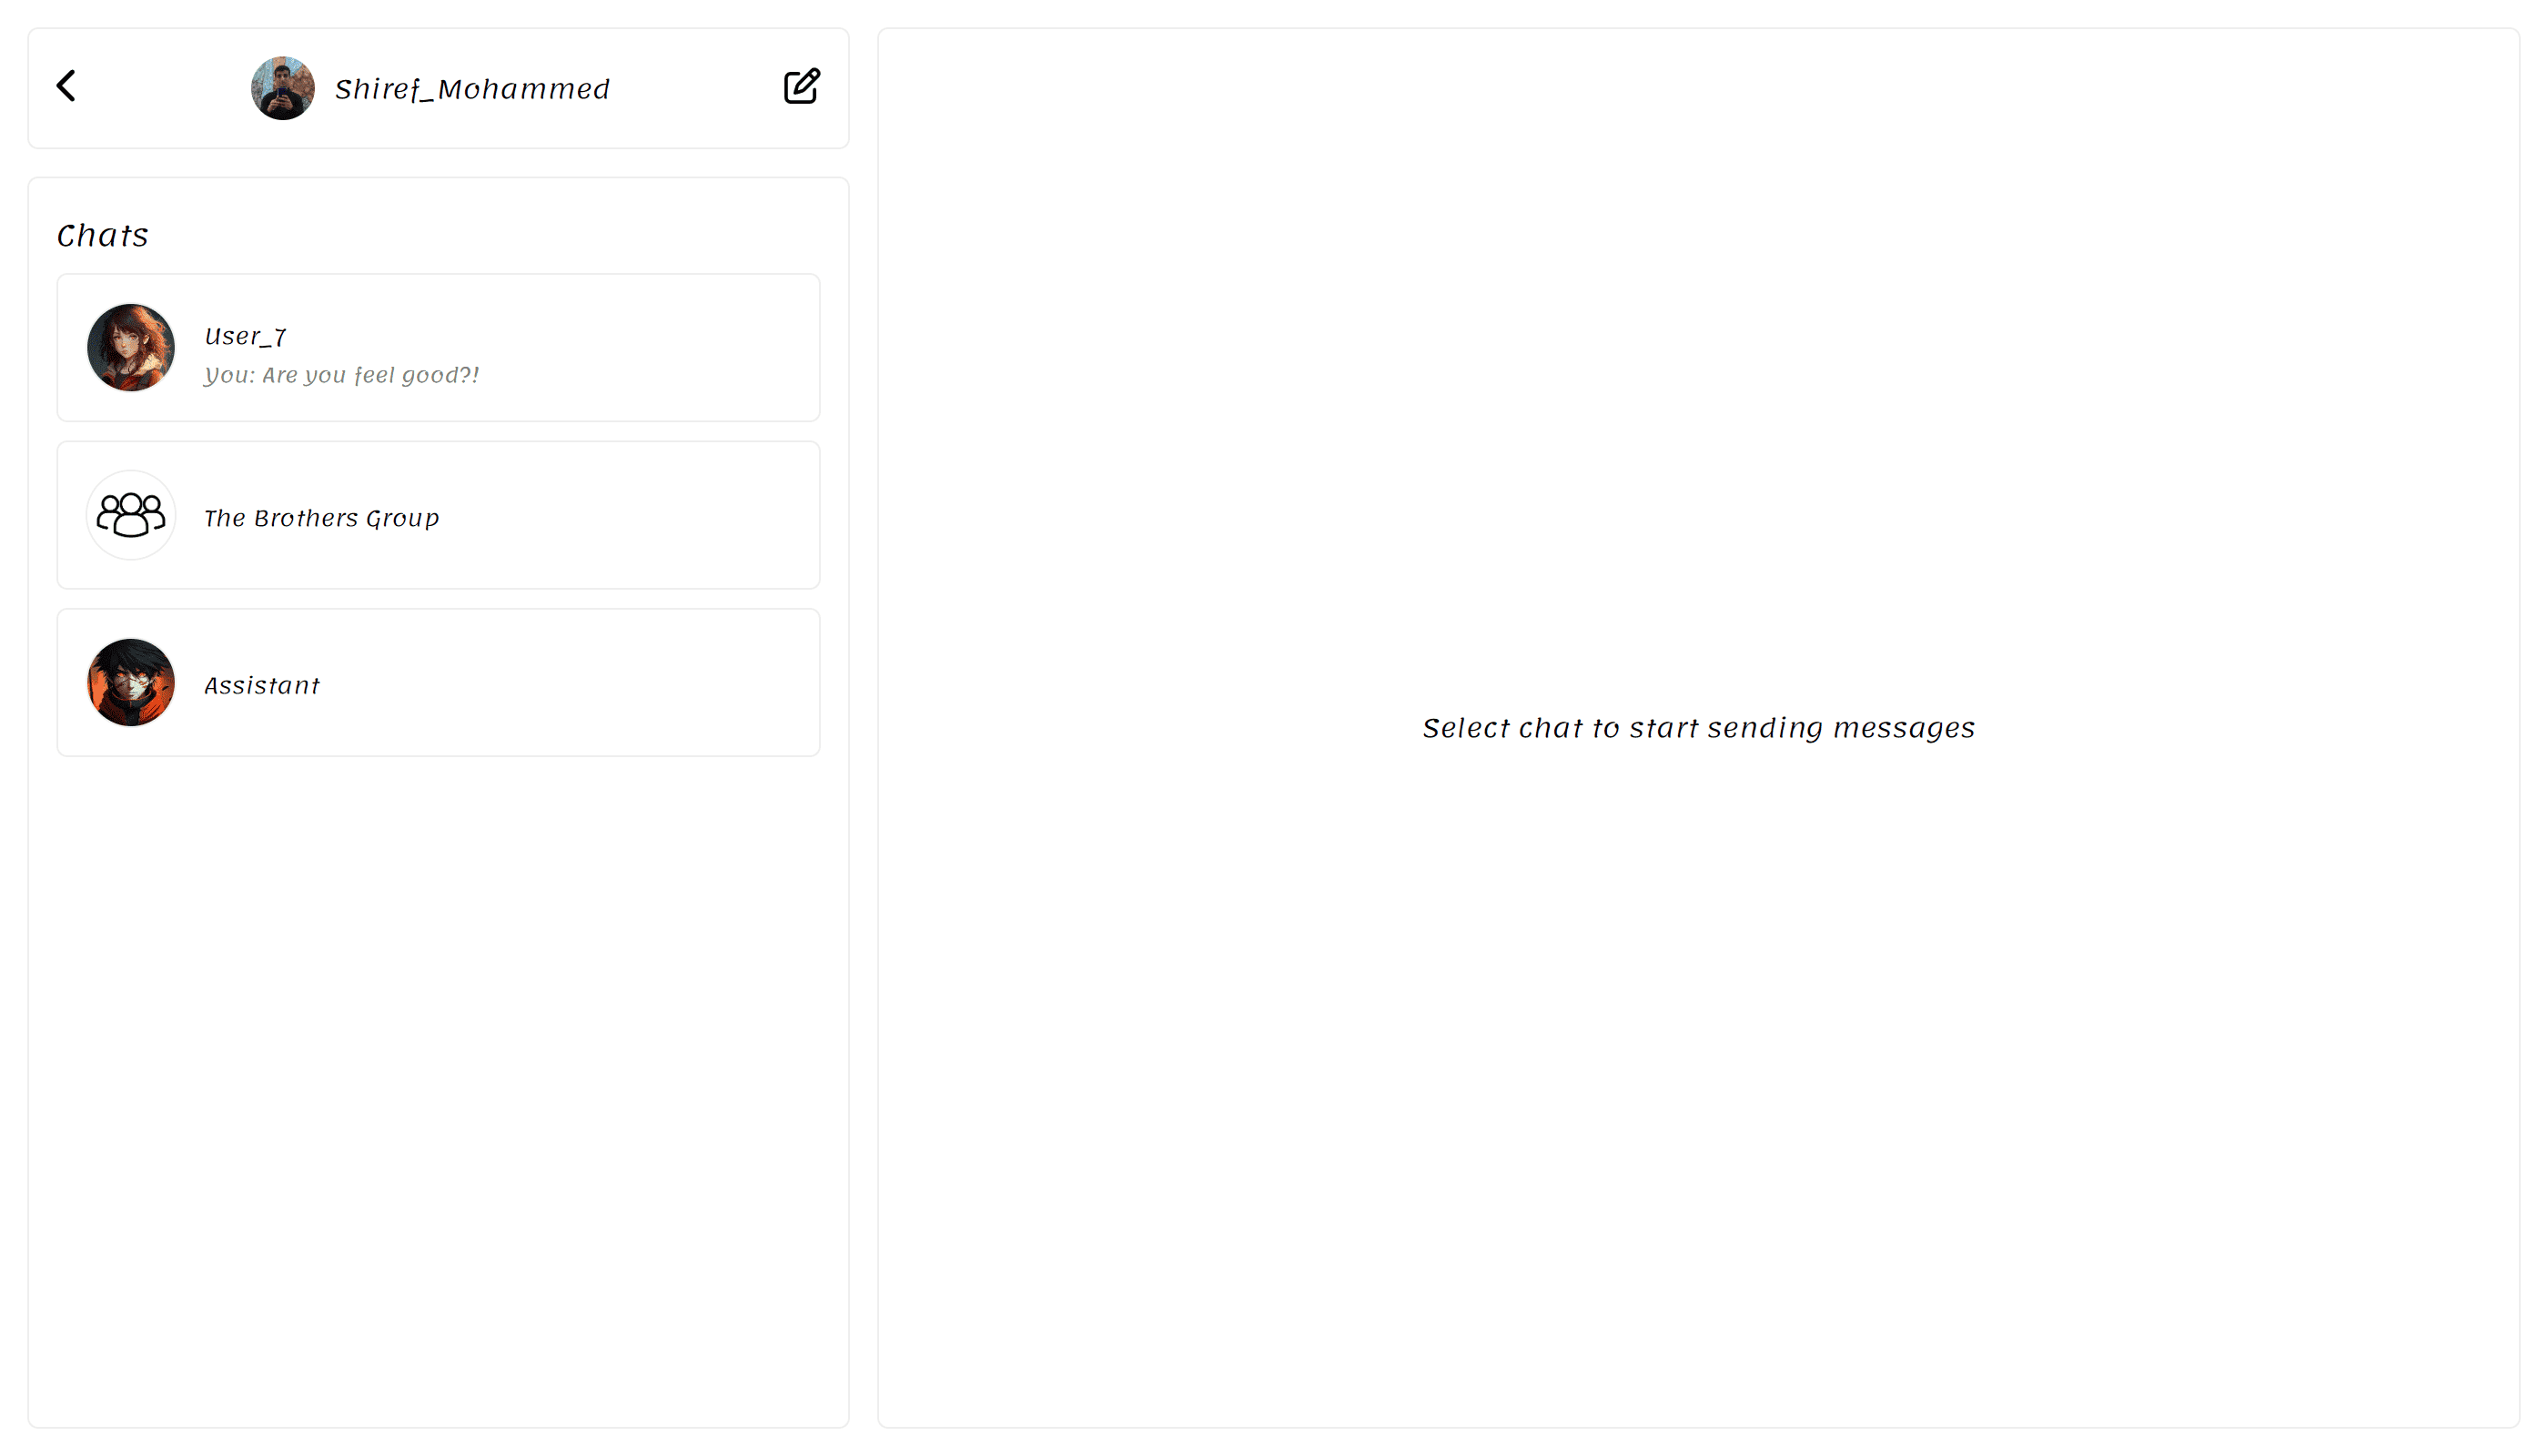 Shiref_Mohammed
Chats
User_7
You: Are you feel good?!
The Brothers Group
Assistant
Select chat to start sending messages